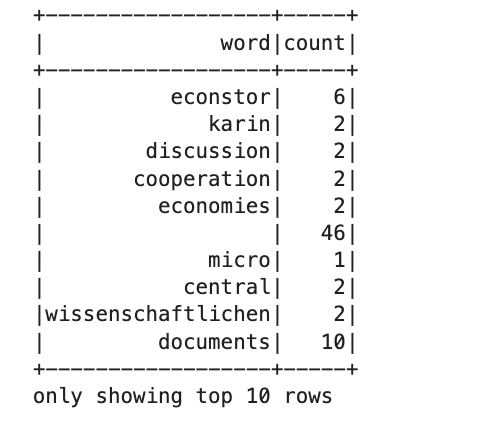 +------------------+-----+
|              word|count|
+------------------+-----+
|          econstor|    6|
|             karin|    2|
|        discussion|    2|
|       cooperation|    2|
|         economies|    2|
|                  |   46|
|             micro|    1|
|           central|    2|
|wissenschaftlichen|    2|
|         documents|   10|
+------------------+-----+
only showing top 10 rows